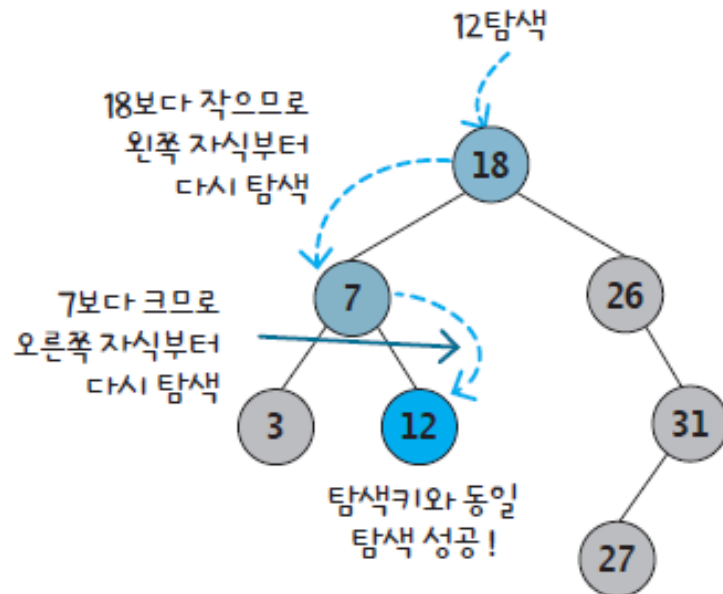 12탐색
18보다 작으므로
왼쪽 자식부터
다시 탐색
18
7
26
7보다 크므로
오른쪽 자식부터
다시 탐색
3
12
31
탐색키와 동일
탐색 성공!
27